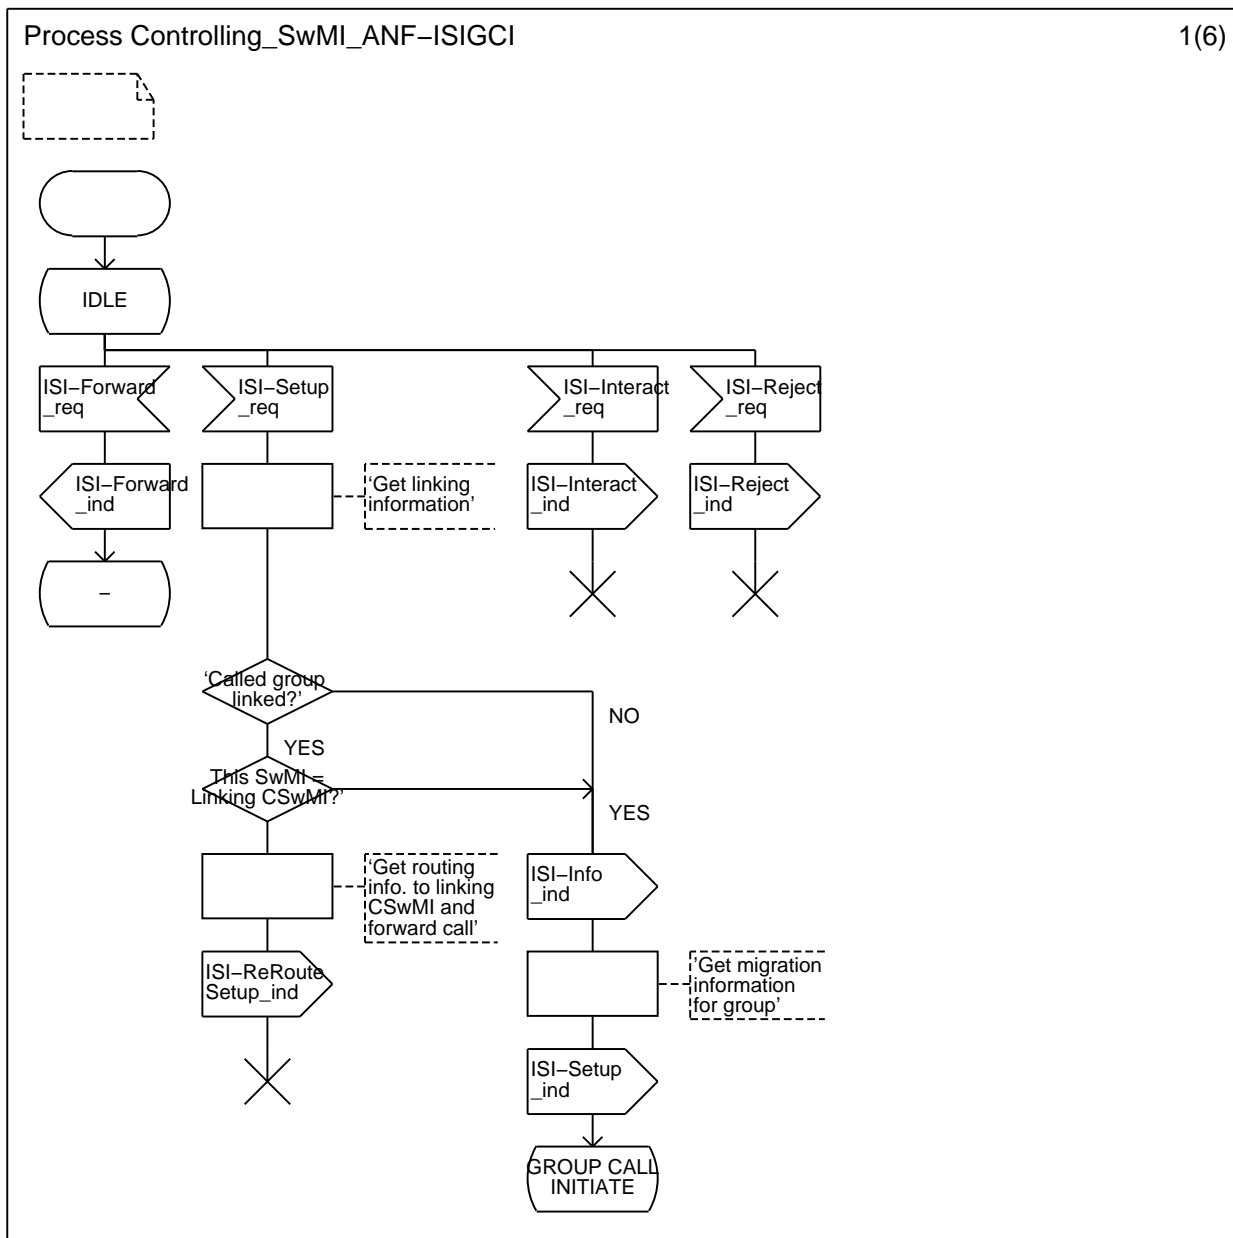 Process Controlling_SwMI_ANF−ISIGCI
1(6)
IDLE
ISI−Forward
_req
ISI−Setup
_req
ISI−Interact
_req
ISI−Reject
_req
ISI−Forward
_ind
‘Get linking
information’
ISI−Interact
_ind
ISI−Reject
_ind
−
‘Called group
linked?’
NO
YES
This SwMI =
Linking CSwMI?’
YES
‘Get routing
info. to linking
CSwMI and
forward call’
ISI−Info
_ind
ISI−ReRoute
Setup_ind
’Get migration
information
for group’
ISI−Setup
_ind
GROUP CALL
INITIATE